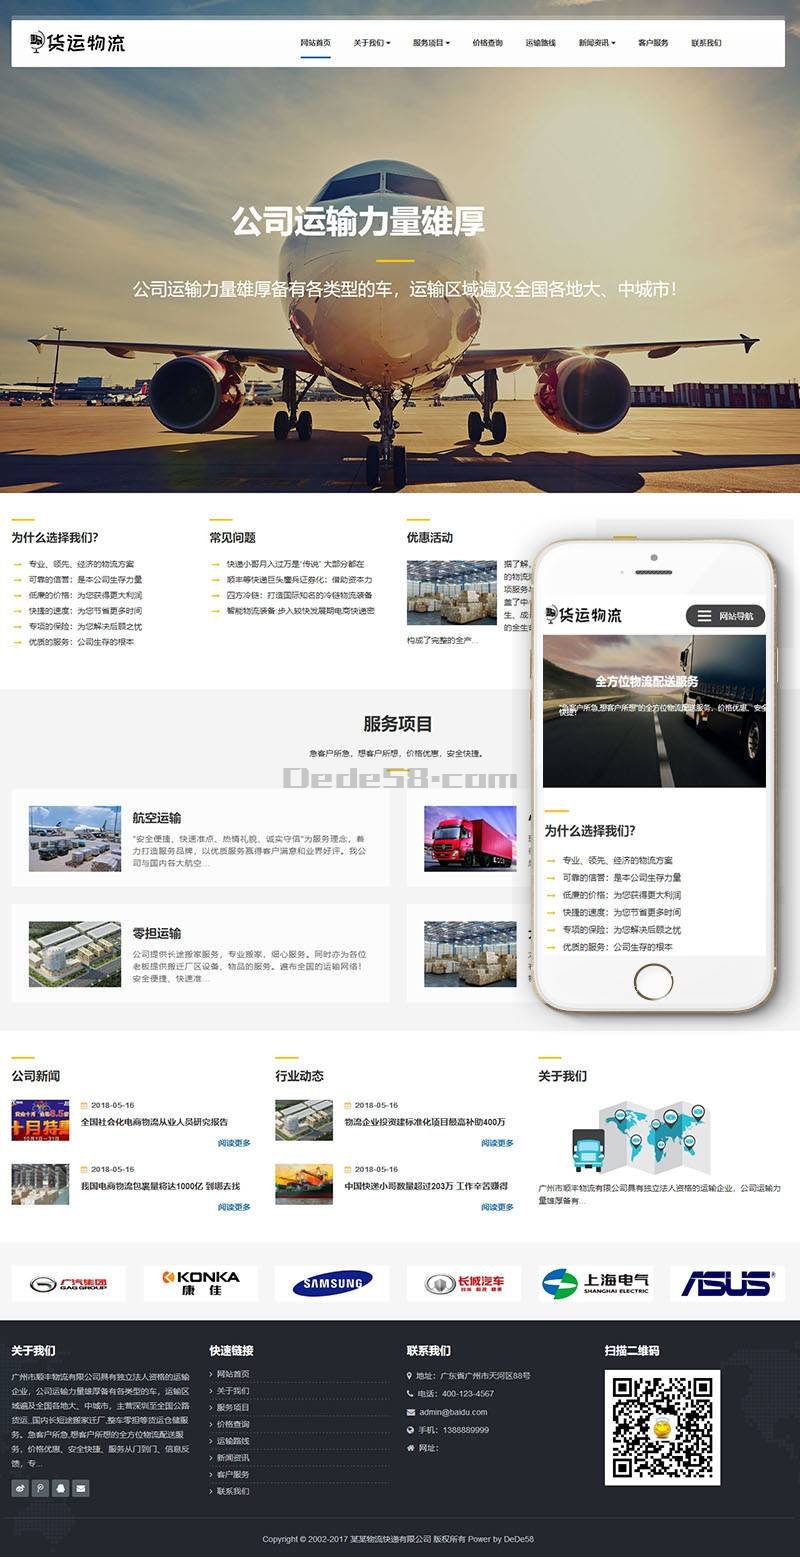 货运物流
网站首页 关于我们 服务项目 价格查询 运输路线 新闻资讯 客户服务 联系我们
公司运输力量雄厚
公司运输力量雄厚备有各类型的车，运输区域遍及全国各地大、中城市！
为什么选择我们？
专业、领先、经济的物流方案
可靠的信誉：是本公司生存力量
低廉的价格：为您获得更大利润
快捷的速度：为您节省更多时间
专项的保险：为您解决后顾之忧
优质的服务：公司生存的根本
常见问题
快递小哥月入过万是“传说” 大部分都在
顺丰等快递巨头鏖兵证券化：借助资本力
四方冷链：打造国际知名的冷链物流装备
智能物流装备 步入较快发展期电商快递密
优惠活动
据了解，
的物流
构成了完整的全产...
货运物流
网站导航
全方位物流配送服务
"急客户所急,想客户所想"的全方位物流配送服务，价格优惠、安全
快捷！
为什么选择我们？
专业、领先、经济的物流方案
可靠的信誉：是本公司生存力量
低廉的价格：为您获得更大利润
快捷的速度：为您节省更多时间
专项的保险：为您解决后顾之忧
优质的服务：公司生存的根本
服务项目
急客户所急，想客户所想，价格优惠，安全快捷。
Dede58.com
航空运输
"安全便捷、快速准点、热情礼貌、诚实守信"为服务理念，着
力打造服务品牌，以优质服务赢得客户满意和业界好评。我公
司与国内各大航空...
零担运输
公司提供长途搬家服务，专业搬家，细心服务。同时亦为各位
老板提供搬迁厂区设备、物品的服务。遍布全国的运输网络！
安全便捷、快速准...
公司新闻
十月特惠
10月1日—31日
2018-05-16
全国社会化电商物流从业人员研究报告
阅读更多
2018-05-16
我国电商物流包裹量将达1000亿 到哪去找
阅读更多
行业动态
2018-05-16
物流企业投资建标准化项目最高补助400万
阅读更多
2018-05-16
中国快递小哥数量超过203万 工作辛苦赚得
阅读更多
关于我们
广州市顺丰物流有限公司具有独立法人资格的运输企业，公司运输力
量雄厚备有...
广汽集团
GAG GROUP
KONKA
康佳
SAMSUNG
长城汽车
上海电气
SHANGHAI ELECTRIC
ASUS
关于我们
广州市顺丰物流有限公司具有独立法人资格的运输
企业，公司运输力量雄厚备有各类型的车，运输区
域遍及全国各地大、中城市，主营深圳至全国公路
货运,,国内长短途搬家迁厂,整车零担等货运仓储服
务。急客户所急,想客户所想的全方位物流配送服
务，价格优惠、安全快捷、服务从门到门、信息反
馈，专...
快速链接
网站首页
关于我们
服务项目
价格查询
运输路线
新闻资讯
客户服务
联系我们
联系我们
地址：广东省广州市天河区88号
电话：400-123-4567
admin@baidu.com
手机：1388889999
网址：
扫描二维码
Copyright © 2002-2017 某某物流快递有限公司 版权所有 Power by DeDe58